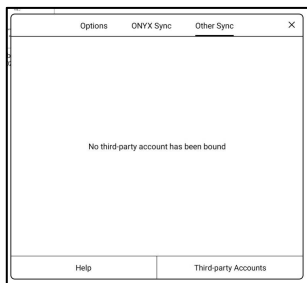 Options ONYX Sync Other Sync ×
No third-party account has been bound
Help Third-party Accounts